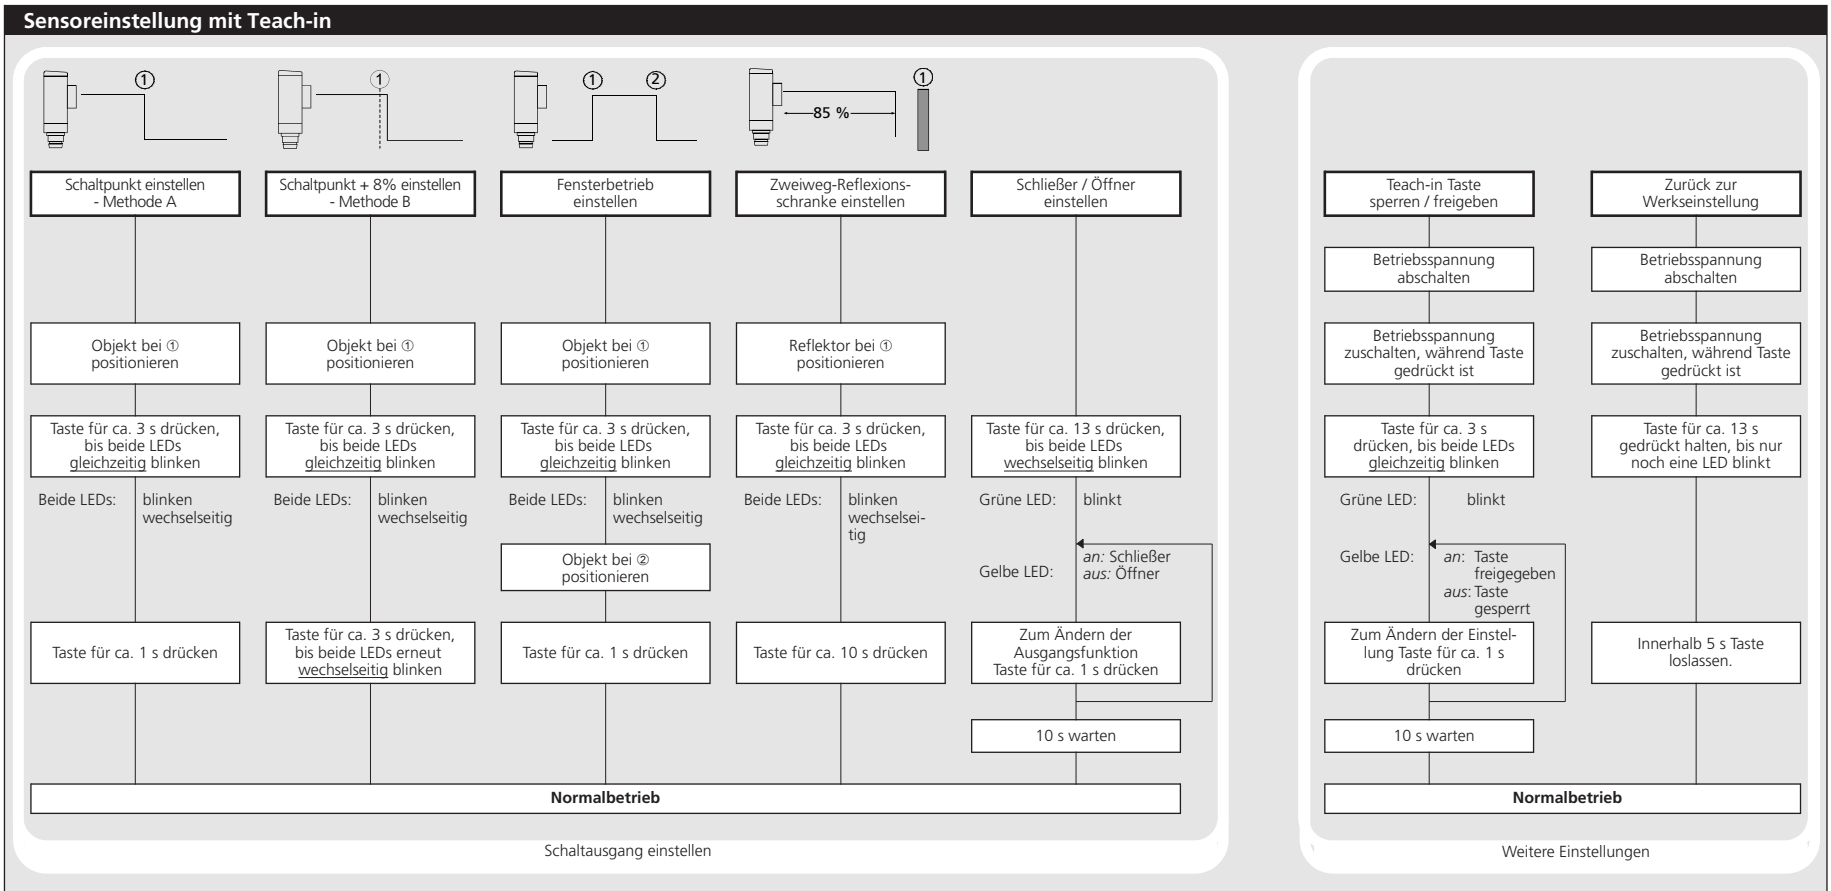 Sensoreinstellung mit Teach-in
①
①
①
②
①
85 %
Schaltpunkt einstellen
- Methode A
Objekt bei ①
positionieren
Taste für ca. 3 s drücken,
bis beide LEDs
gleichzeitig blinken
Beide LEDs: blinken
wechselseitig
Taste für ca. 1 s drücken
Schaltpunkt + 8% einstellen
- Methode B
Objekt bei ①
positionieren
Taste für ca. 3 s drücken,
bis beide LEDs
gleichzeitig blinken
Beide LEDs: blinken
wechselseitig
Taste für ca. 3 s drücken,
bis beide LEDs erneut
wechselseitig blinken
Fensterbetrieb
einstellen
Objekt bei ①
positionieren
Taste für ca. 3 s drücken,
bis beide LEDs
gleichzeitig blinken
Beide LEDs: blinken
wechselseitig
Objekt bei ②
positionieren
Taste für ca. 1 s drücken
Zweiweg-Reflexions-
schranke einstellen
Reflektor bei ①
positionieren
Taste für ca. 3 s drücken,
bis beide LEDs
gleichzeitig blinken
Beide LEDs: blinken
wechselsei-
tig
Taste für ca. 10 s drücken
Schließer / Öffner
einstellen
Taste für ca. 13 s drücken,
bis beide LEDs
wechselseitig blinken
Grüne LED: blinkt
an: Schließer
Gelbe LED: aus: Öffner
Zum Ändern der
Ausgangsfunktion
Taste für ca. 1 s drücken
10 s warten
Normalbetrieb
Schaltausgang einstellen
Teach-in Taste
sperren / freigeben
Betriebsspannung
abschalten
Betriebsspannung
zuschalten, während Taste
gedrückt ist
Taste für ca. 3 s
drücken, bis beide LEDs
gleichzeitig blinken
Grüne LED: blinkt
Gelbe LED: an: Taste
freigegeben
aus: Taste
gesperrt
Zum Ändern der Einstel-
lung Taste für ca. 1 s
drücken
10 s warten
Zurück zur
Werkseinstellung
Betriebsspannung
abschalten
Betriebsspannung
zuschalten, während Taste
gedrückt ist
Taste für ca. 13 s
gedrückt halten, bis nur
noch eine LED blinkt
Innerhalb 5 s Taste
loslassen.
Normalbetrieb
Weitere Einstellungen